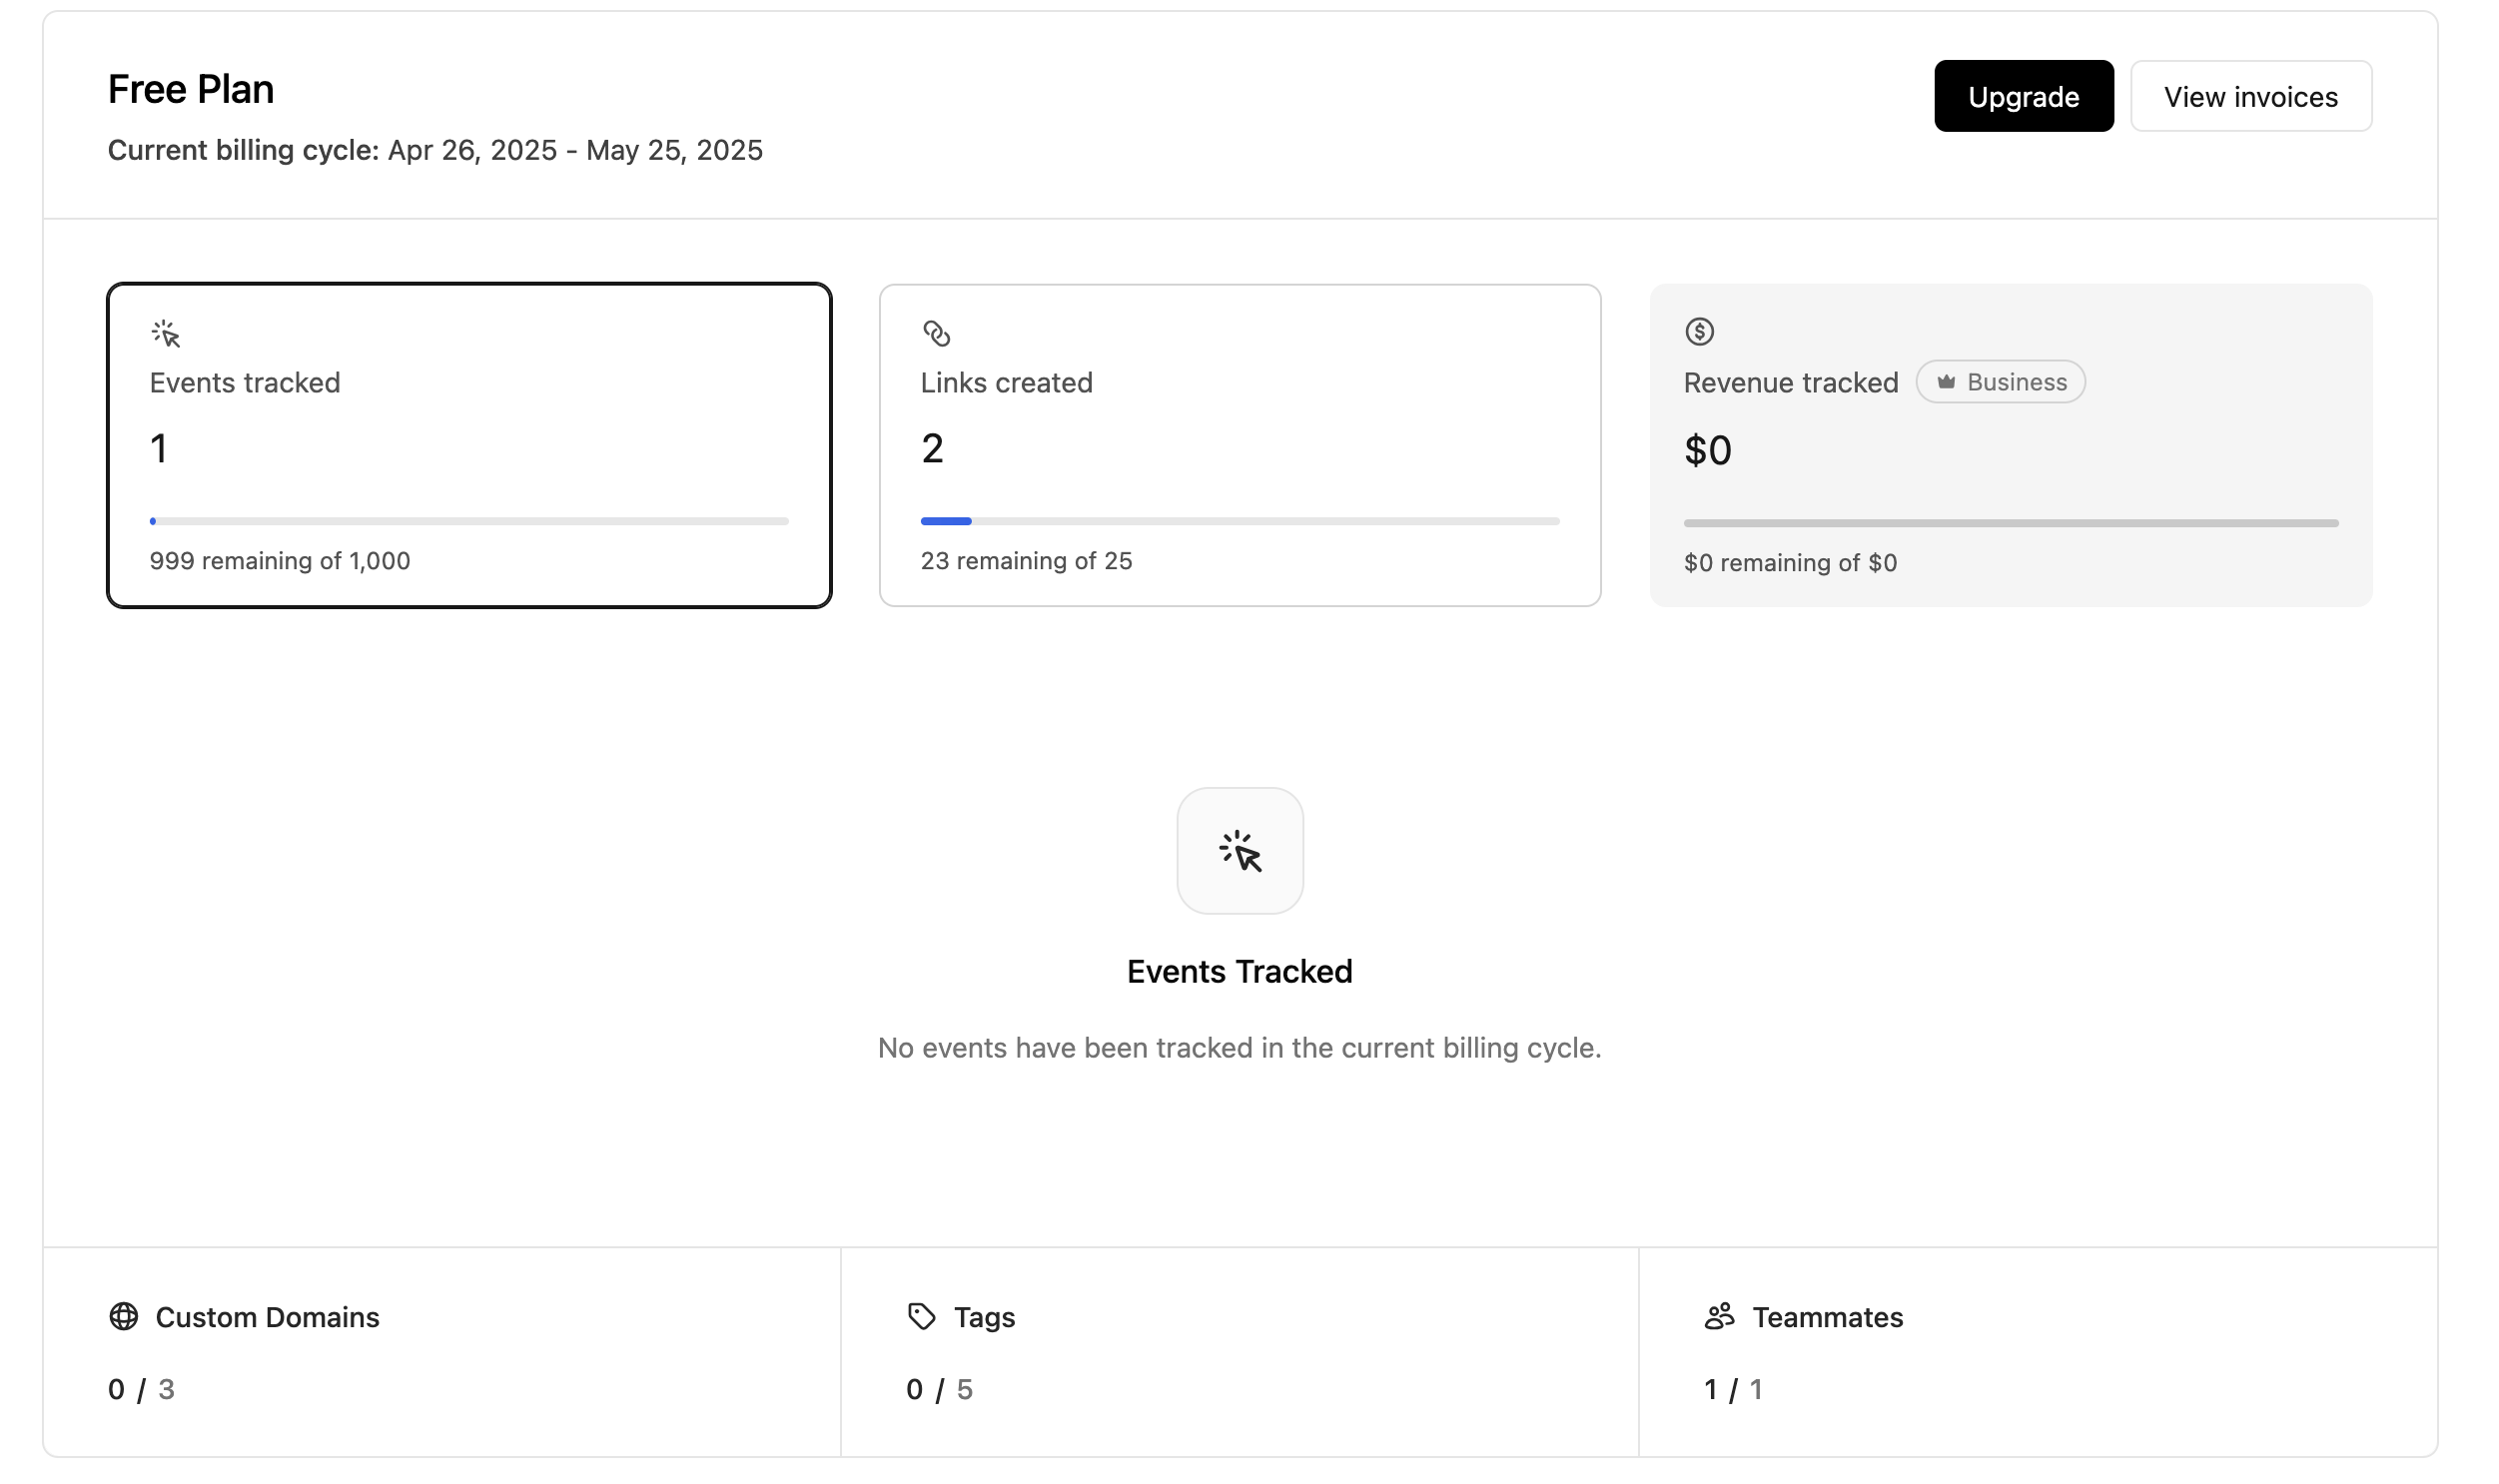 Free Plan
Current billing cycle: Apr 26, 2025 - May 25, 2025
Upgrade
View invoices
Events tracked
1
999 remaining of 1,000
Links created
2
23 remaining of 25
Revenue tracked
Business
$0
$0 remaining of $0
Events Tracked
No events have been tracked in the current billing cycle.
Custom Domains
0 / 3
Tags
0 / 5
Teammates
1 / 1